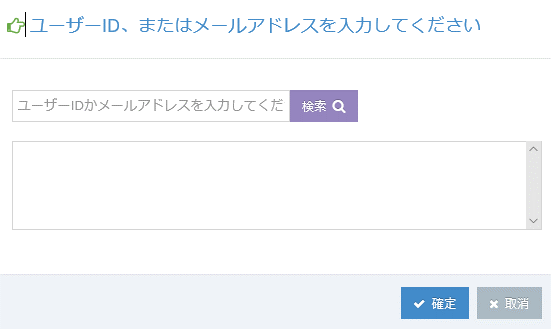 ユーザーID、またはメールアドレスを入力してください
ユーザーIDかメールアドレスを入力してくだ
検索
確定
取消